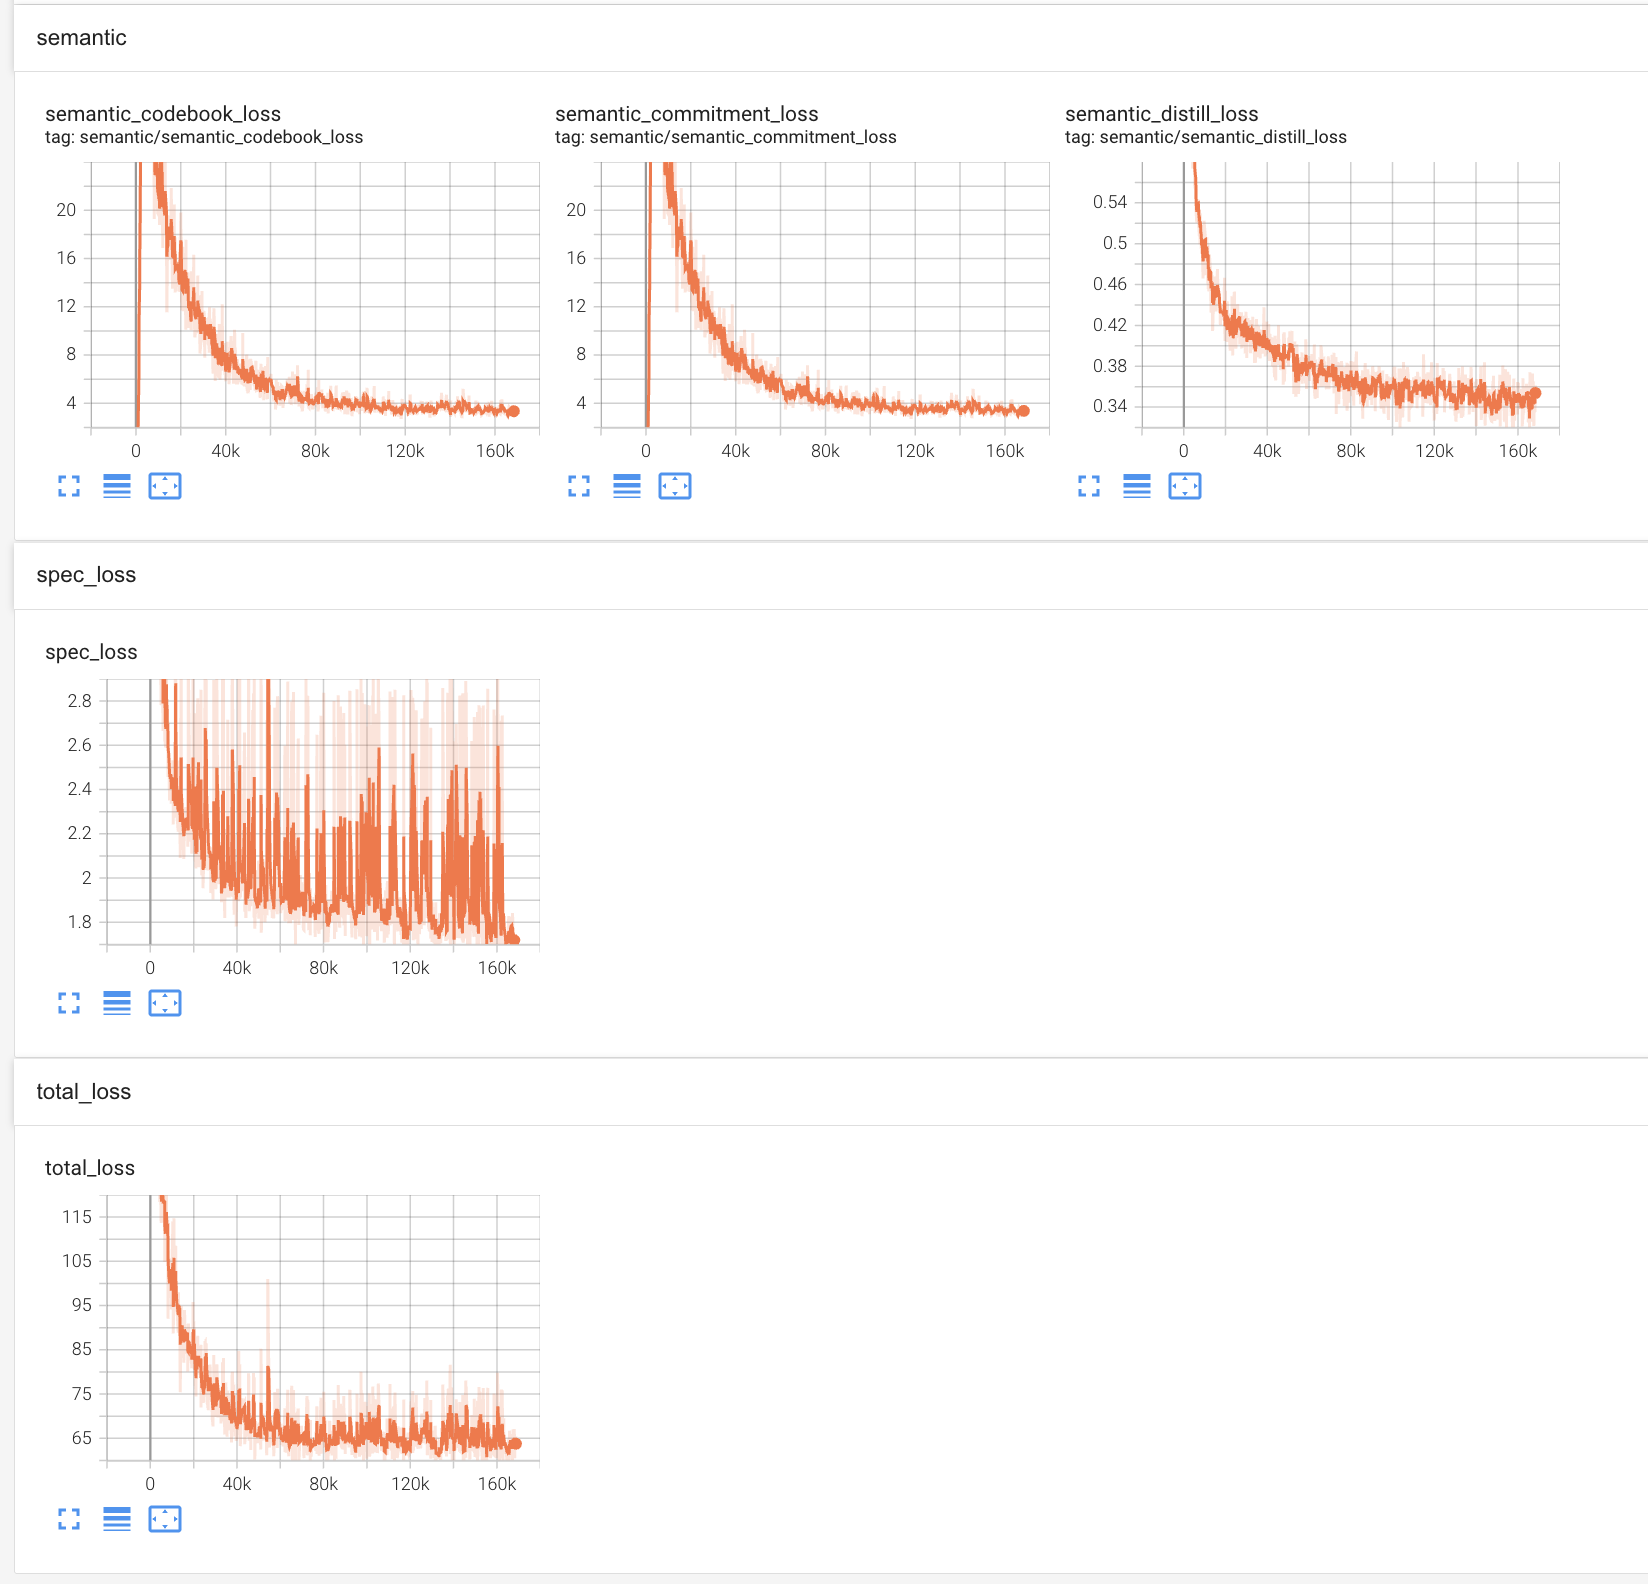 semantic
semantic_codebook_loss
tag: semantic/semantic_codebook_loss
20
16
12
8
4
0 40k 80k 120k 160k
semantic_commitment_loss
tag: semantic/semantic_commitment_loss
20
16
12
8
4
0 40k 80k 120k 160k
semantic_distill_loss
tag: semantic/semantic_distill_loss
0.54
0.5
0.46
0.42
0.38
0.34
0 40k 80k 120k 160k
spec_loss
spec_loss
2.8
2.6
2.4
2.2
2
1.8
0 40k 80k 120k 160k
total_loss
total_loss
115
105
95
85
75
65
0 40k 80k 120k 160k